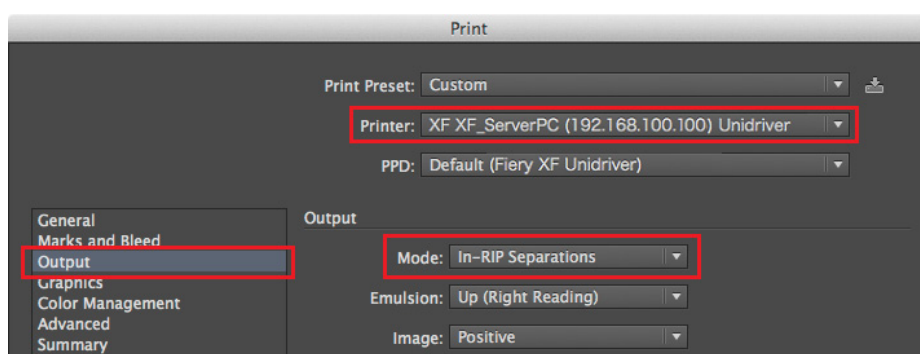 Print
Print Preset: Custom
Printer: XF XF_ServerPC (192.168.100.100) Unidriver
PPD: Default (Fiery XF Unidriver)
General
Marks and Bleed
Output
Graphics
Color Management
Advanced
Summary
Output
Mode: In-RIP Separations
Emulsion: Up (Right Reading)
Image: Positive